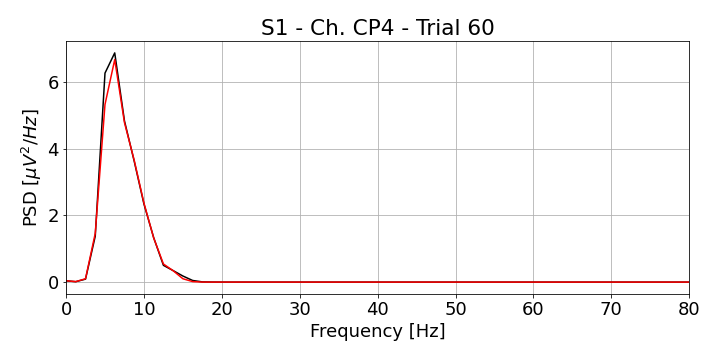 S1 - Ch. CP4 - Trial 60
PSD [μV²/Hz]
6
4
2
0
0 10 20 30 40 50 60 70 80
Frequency [Hz]